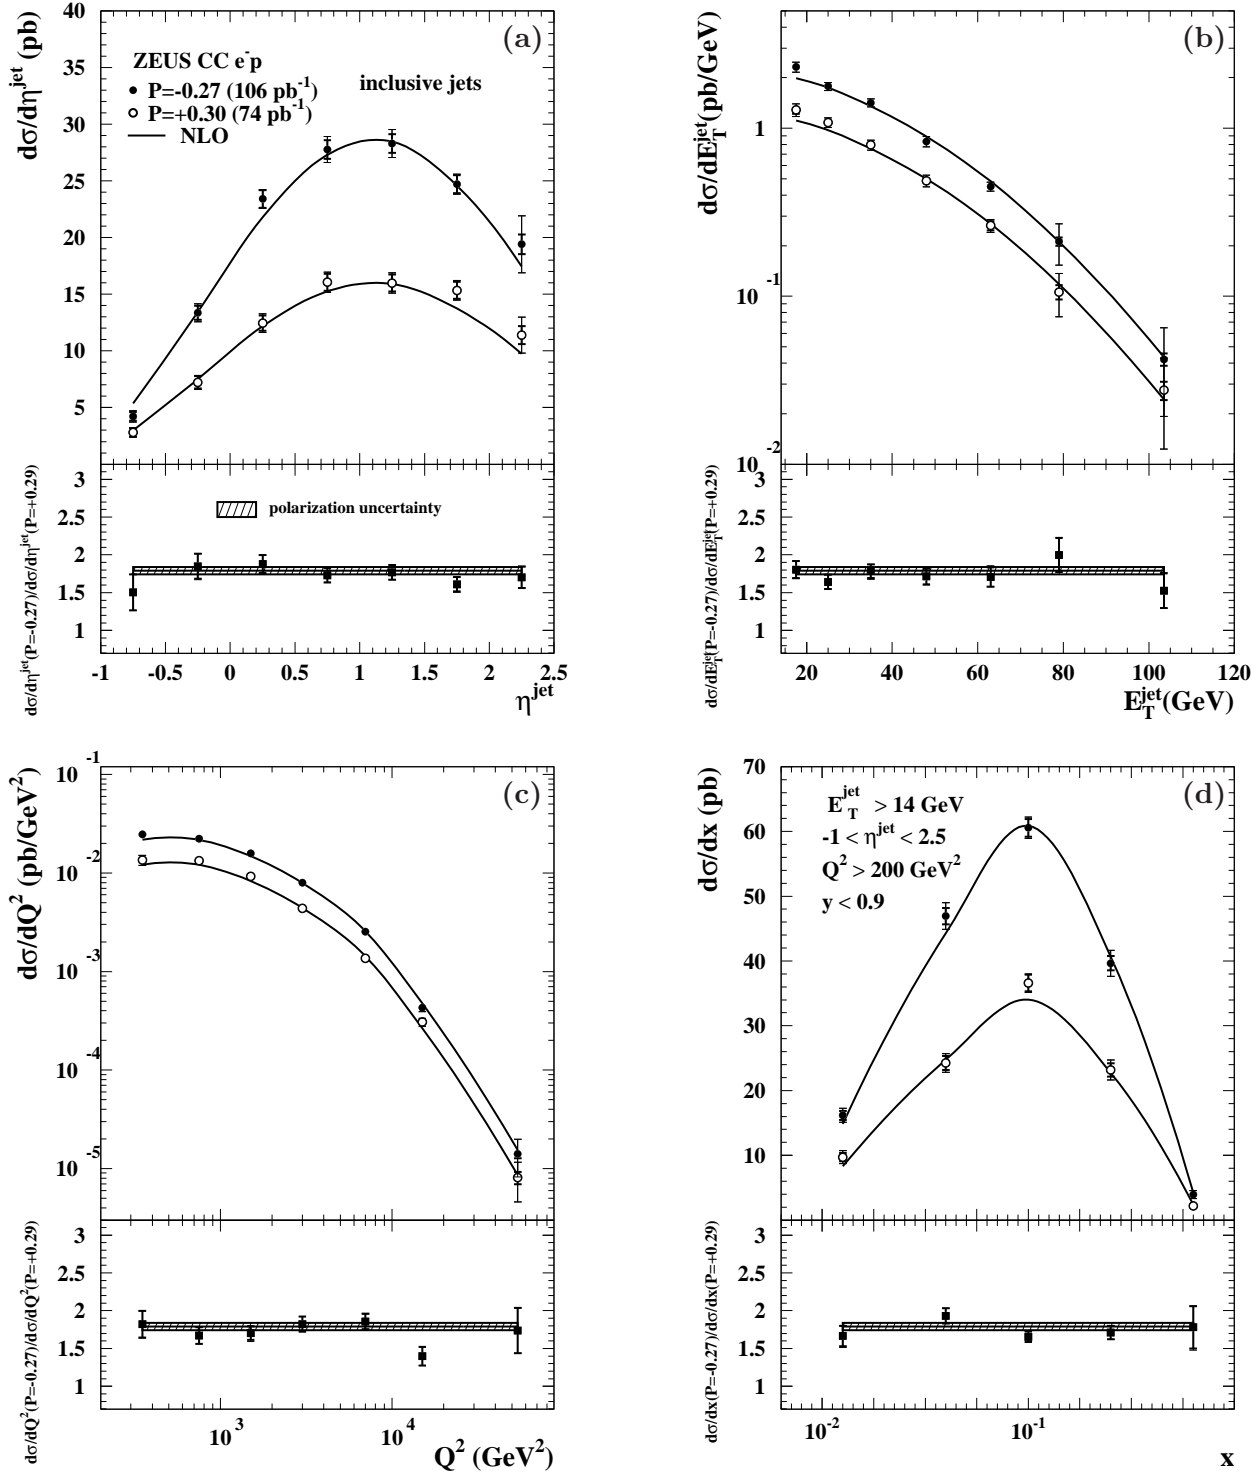 dσ/dη^jet (pb)
40
35
30
25
20
15
10
5
(a)
ZEUS CC e⁻p
P=-0.27 (106 pb⁻¹)
P=+0.30 (74 pb⁻¹)
NLO
inclusive jets
dσ/dη^jet(P=-0.27)/dσ/dη^jet(P=+0.29)
3
2.5
2
1.5
1
polarization uncertainty
-1 -0.5 0 0.5 1 1.5 2 2.5
η^jet
dσ/dE_T^jet(pb/GeV)
1
10⁻¹
10⁻²
(b)
dσ/dE_T^jet(P=-0.27)/dσ/dE_T^jet(P=+0.29)
3
2.5
2
1.5
1
20 40 60 80 100 120
E_T^jet(GeV)
dσ/dQ² (pb/GeV²)
10⁻¹
10⁻²
10⁻³
10⁻⁴
10⁻⁵
(c)
dσ/dQ²(P=-0.27)/dσ/dQ²(P=+0.29)
3
2.5
2
1.5
1
10³ 10⁴
Q² (GeV²)
dσ/dx (pb)
70
60
50
40
30
20
10
(d)
E_T^jet > 14 GeV
-1 < η^jet < 2.5
Q² > 200 GeV²
y < 0.9
dσ/dx(P=-0.27)/dσ/dx(P=+0.29)
3
2.5
2
1.5
1
10⁻² 10⁻¹
x